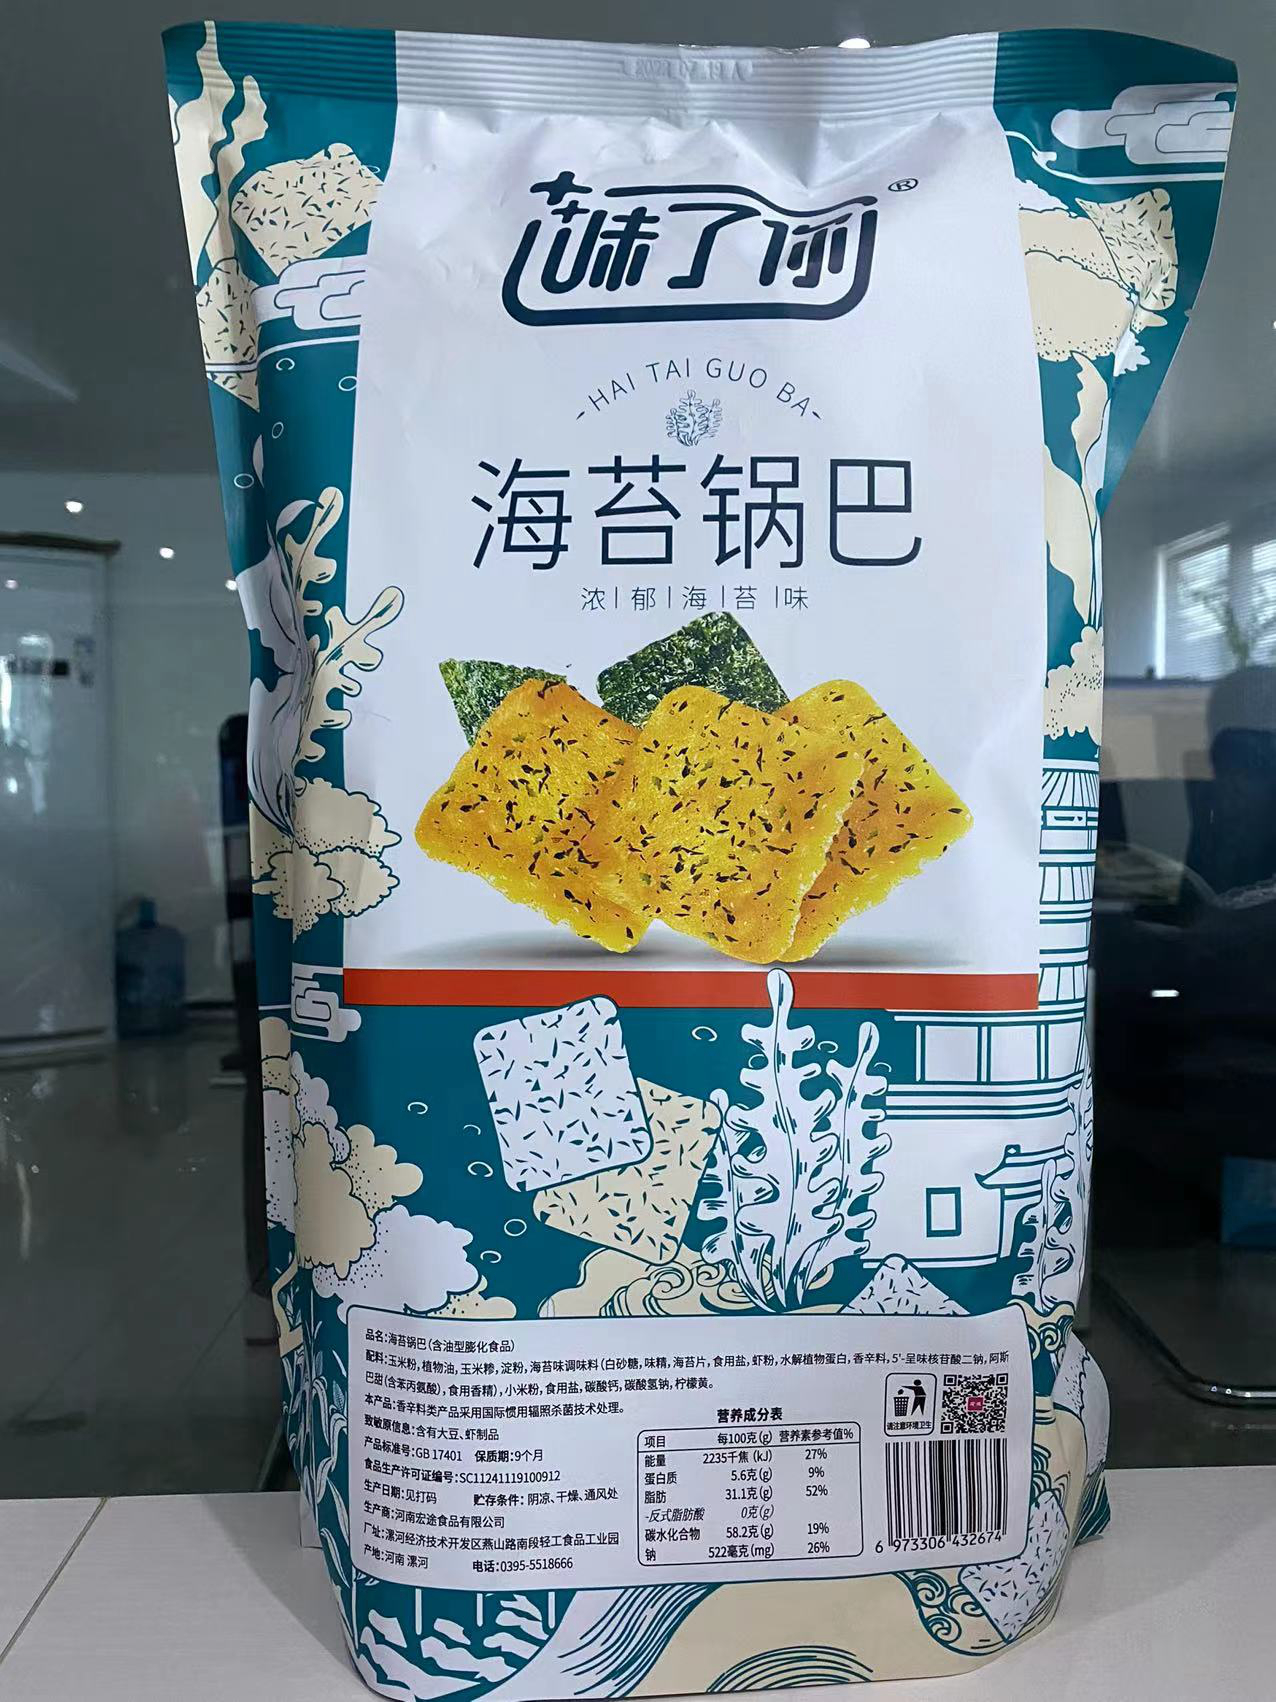 2023 07 19 A
味了你®
-HAI TAI GUO BA-
海苔锅巴
浓|郁|海|苔|味
品名:海苔锅巴(含油型膨化食品)
配料:玉米粉,植物油,玉米糁,淀粉,海苔味调味料(白砂糖,味精,海苔片,食用盐,虾粉,水解植物蛋白,香辛料,5'-呈味核苷酸二钠,阿斯
巴甜(含苯丙氨酸),食用香精),小米粉,食用盐,碳酸钙,碳酸氢钠,柠檬黄。
本产品:香辛料类产品采用国际惯用辐照杀菌技术处理。
致敏原信息:含有大豆、虾制品
产品标准号:GB 17401 保质期:9个月
食品生产许可证编号:SC11241119100912
生产日期:见打码 贮存条件:阴凉、干燥、通风处
生产商:河南宏途食品有限公司
厂址:漯河经济技术开发区燕山路南段轻工食品工业园
产地:河南 漯河 电话:0395-5518666
营养成分表
项目 每100克(g) 营养素参考值%
能量 2235千焦(kJ) 27%
蛋白质 5.6克(g) 9%
脂肪 31.1克(g) 52%
-反式脂肪酸 0克(g)
碳水化合物 58.2克(g) 19%
钠 522毫克(mg) 26%
请注意环境卫生
6 973306 432674